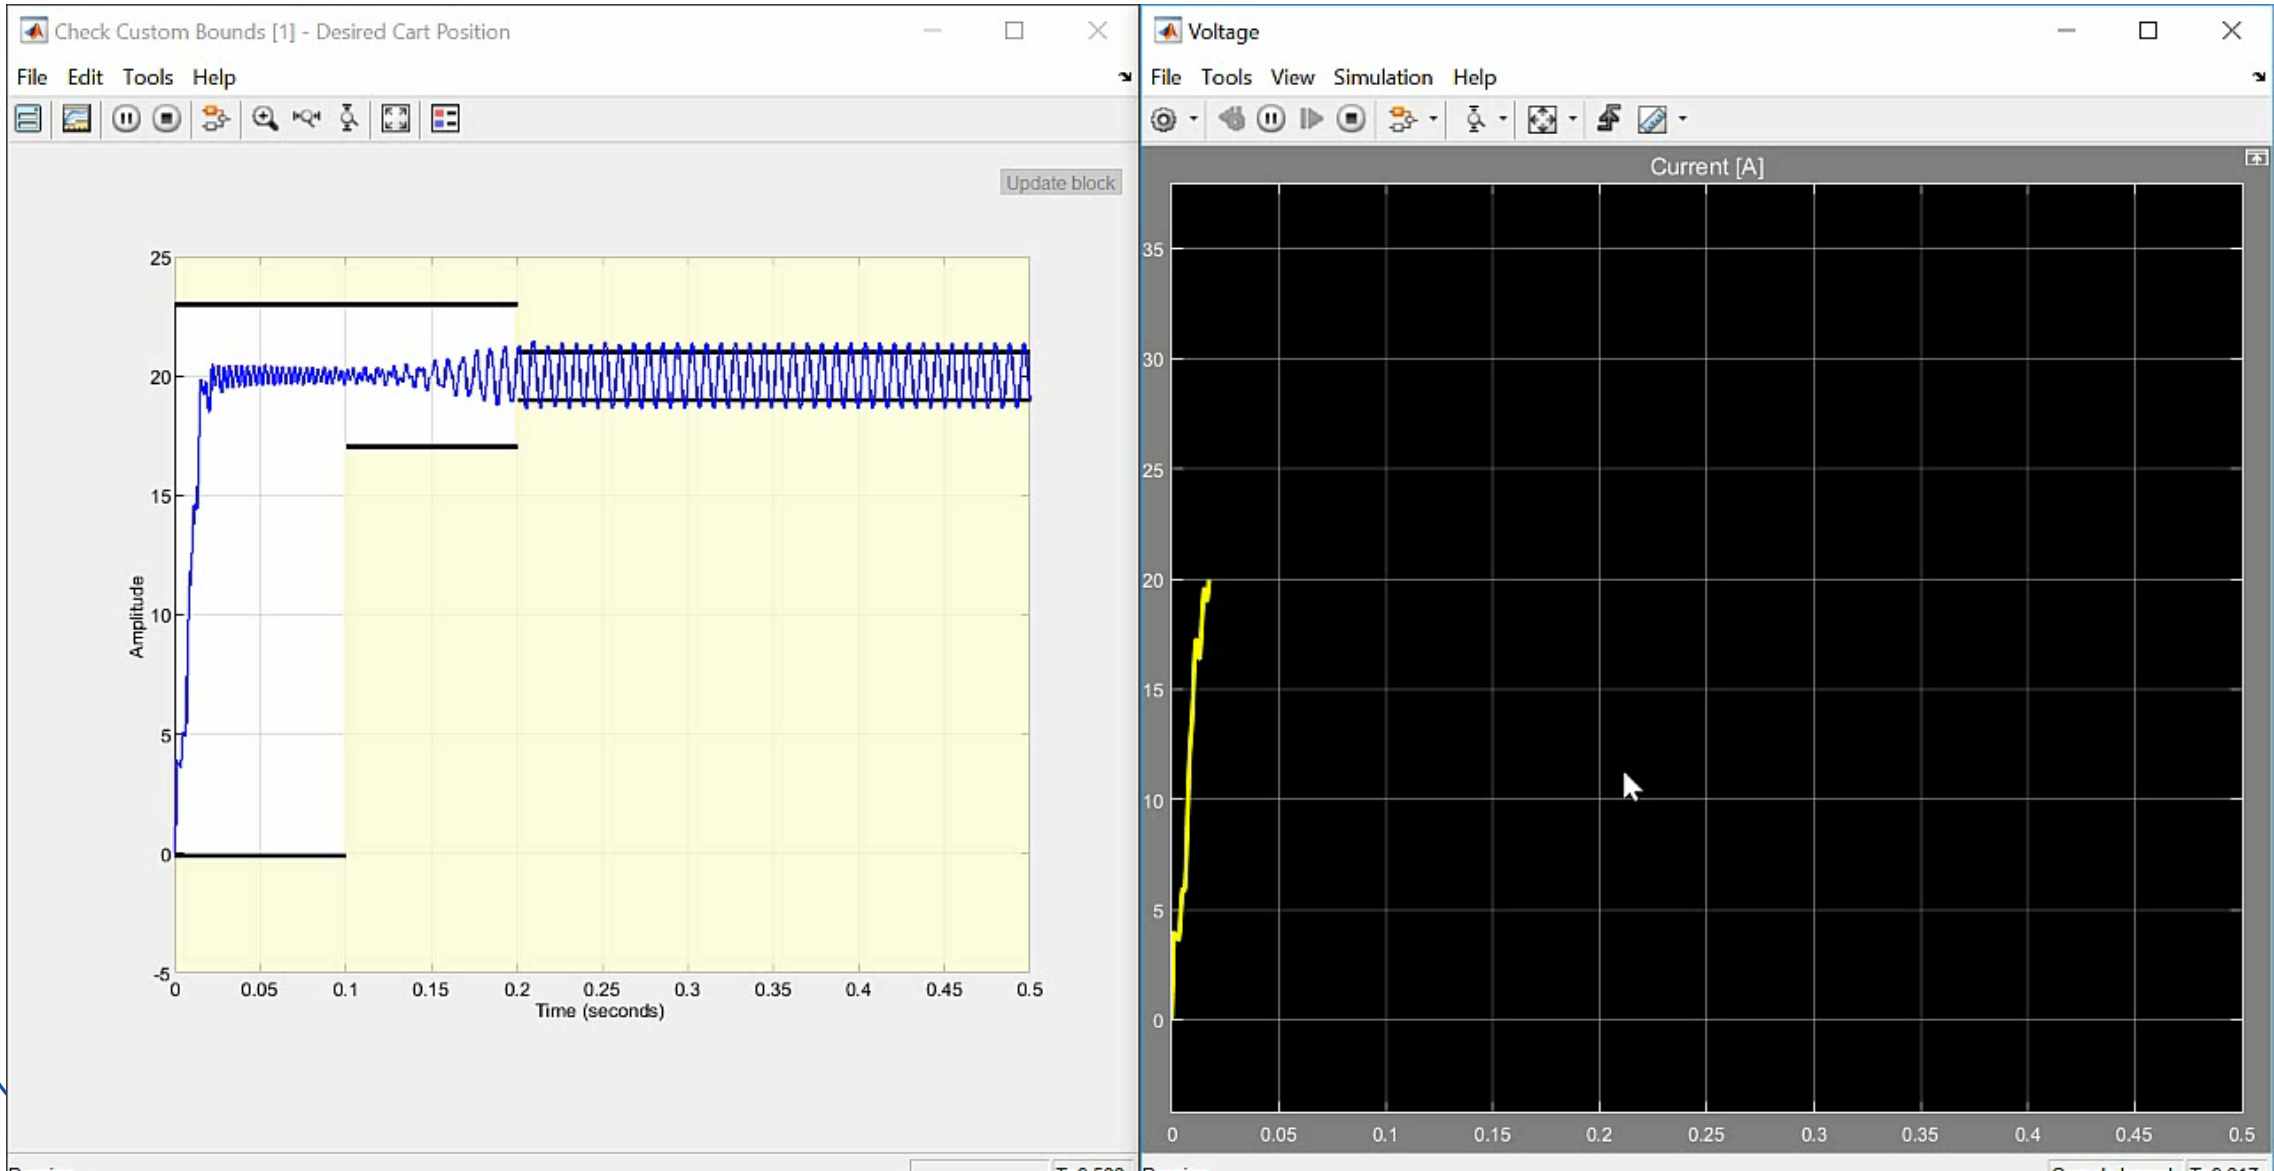 Check Custom Bounds [1] - Desired Cart Position
File Edit Tools Help
Update block
25
20
15
10
5
0
-5
Amplitude
0 0.05 0.1 0.15 0.2 0.25 0.3 0.35 0.4 0.45 0.5
Time (seconds)
Voltage
File Tools View Simulation Help
Current [A]
35
30
25
20
15
10
5
0
0 0.05 0.1 0.15 0.2 0.25 0.3 0.35 0.4 0.45 0.5